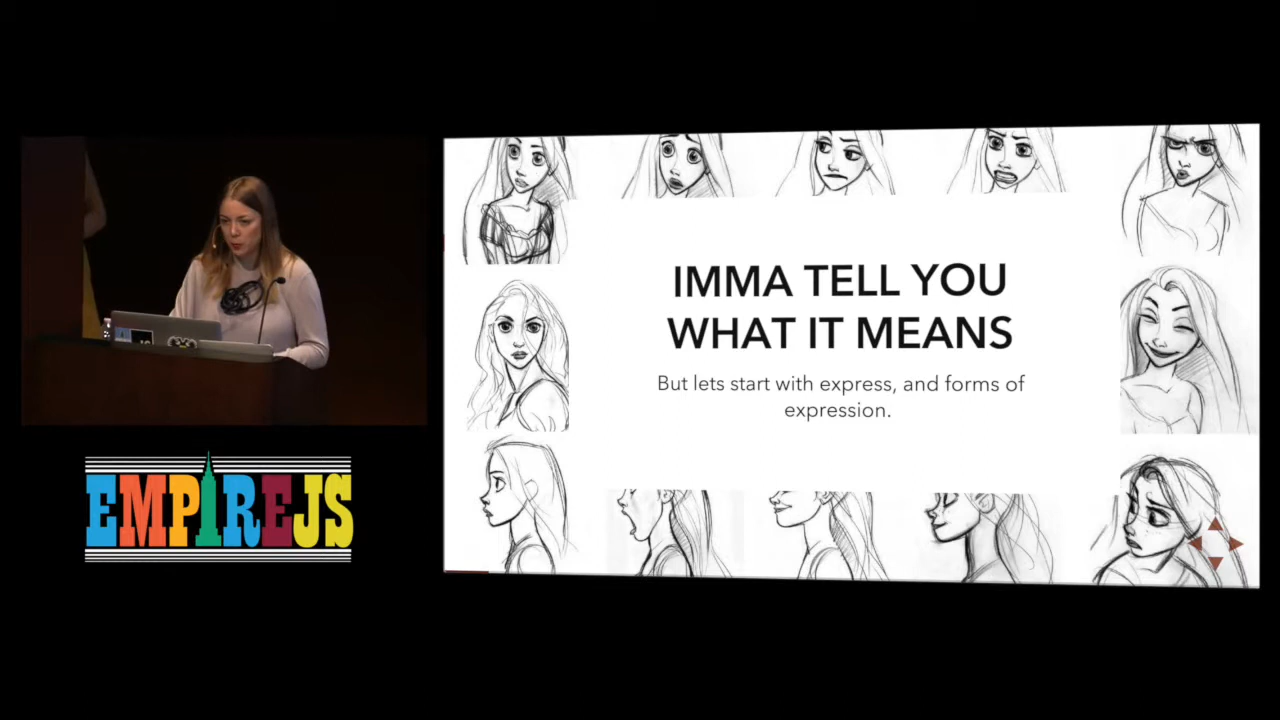 IMMA TELL YOU
WHAT IT MEANS
But lets start with express, and forms of
expression.
EMPIREJS